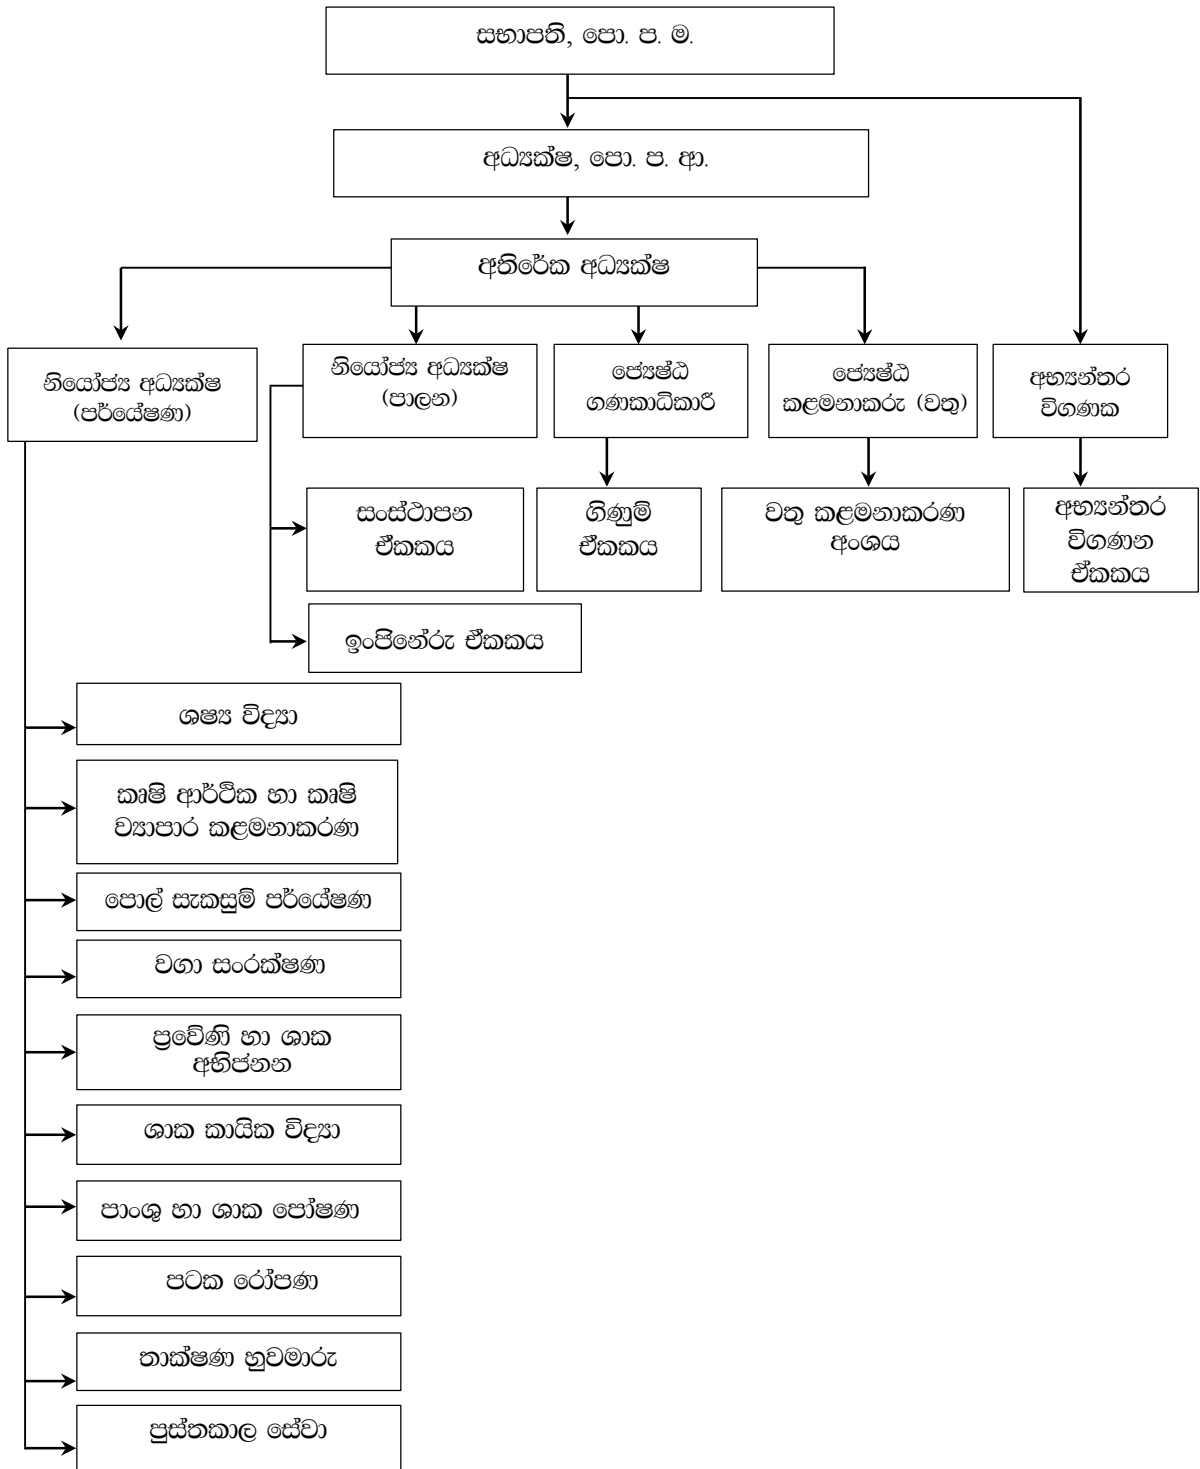 සභාපති, පො. ප. ම.
අධ්‍යක්ෂ, පො. ප. ආ.
අතිරේක අධ්‍යක්ෂ
නියෝජ්‍ය අධ්‍යක්ෂ
(පර්යේෂණ)
නියෝජ්‍ය අධ්‍යක්ෂ
(පාලන)
ජ්‍යෙෂ්ඨ
ගණකාධිකාරී
ජ්‍යෙෂ්ඨ
කළමනාකරු (වතු)
අභ්‍යන්තර
විගණක
සංස්ථාපන
ඒකකය
ගිණුම්
ඒකකය
වතු කළමනාකරණ
අංශය
අභ්‍යන්තර
විගණන
ඒකකය
ඉංජිනේරු ඒකකය
ශෂ්‍ය විද්‍යා
කෘෂි ආර්ථික හා කෘෂි
ව්‍යාපාර කළමනාකරණ
පොල් සැකසුම් පර්යේෂණ
වගා සංරක්ෂණ
ප්‍රවේණි හා ශාක
අභිජනන
ශාක කායික විද්‍යා
පාංශු හා ශාක පෝෂණ
පටක රෝපණ
තාක්ෂණ හුවමාරු
පුස්තකාල සේවා